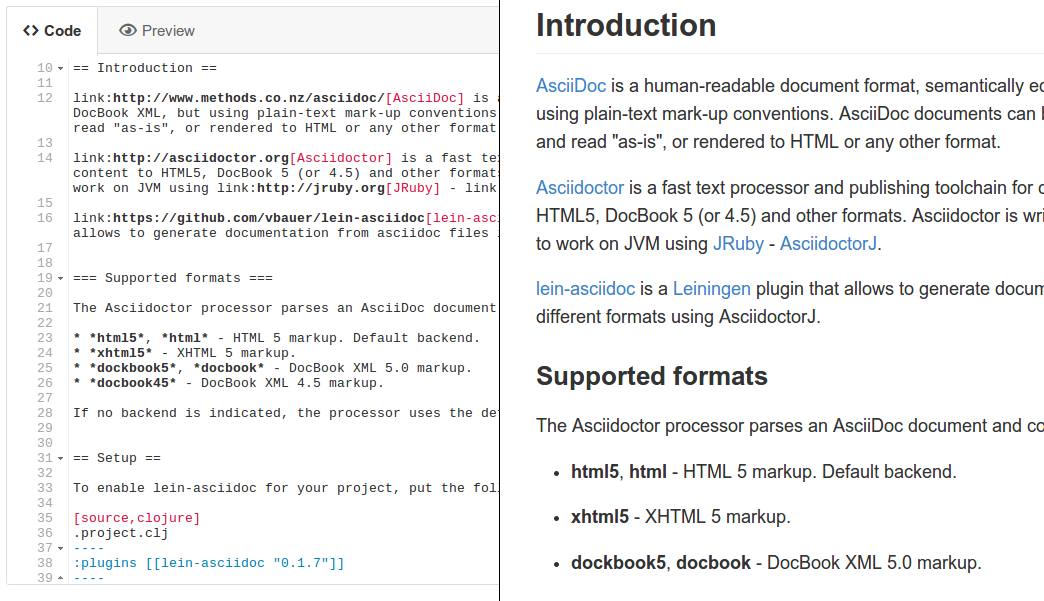 Code
Preview
10 == Introduction ==
11
12 link:http://www.methods.co.nz/asciidoc/[AsciiDoc] is
DocBook XML, but using plain-text mark-up conventions
read "as-is", or rendered to HTML or any other format
13
14 link:http://asciidoctor.org[Asciidoctor] is a fast
content to HTML5, DocBook 5 (or 4.5) and other formats
work on JVM using link:http://jruby.org[JRuby] - link
15
16 link:https://github.com/vbauer/lein-asciidoc[lein-asc
allows to generate documentation from asciidoc files
17
18
19 === Supported formats ===
20
21 The Asciidoctor processor parses an AsciiDoc document
22
23 * *html5*, *html* - HTML 5 markup. Default backend.
24 * *xhtml5* - XHTML 5 markup.
25 * *dockbook5*, *docbook* - DocBook XML 5.0 markup.
26 * *docbook45* - DocBook XML 4.5 markup.
27
28 If no backend is indicated, the processor uses the
29
30
31 == Setup ==
32
33 To enable lein-asciidoc for your project, put the
34
35 [source,clojure]
36 .project.clj
37 ----
38 :plugins [[lein-asciidoc "0.1.7"]]
39 ----
Introduction
AsciiDoc is a human-readable document format, semantically
using plain-text mark-up conventions. AsciiDoc documents can
and read "as-is", or rendered to HTML or any other format.
Asciidoctor is a fast text processor and publishing toolchain for
HTML5, DocBook 5 (or 4.5) and other formats. Asciidoctor is
to work on JVM using JRuby - AsciidoctorJ.
lein-asciidoc is a Leiningen plugin that allows to generate
different formats using AsciidoctorJ.
Supported formats
The Asciidoctor processor parses an AsciiDoc document and
• html5, html - HTML 5 markup. Default backend.
• xhtml5 - XHTML 5 markup.
• dockbook5, docbook - DocBook XML 5.0 markup.